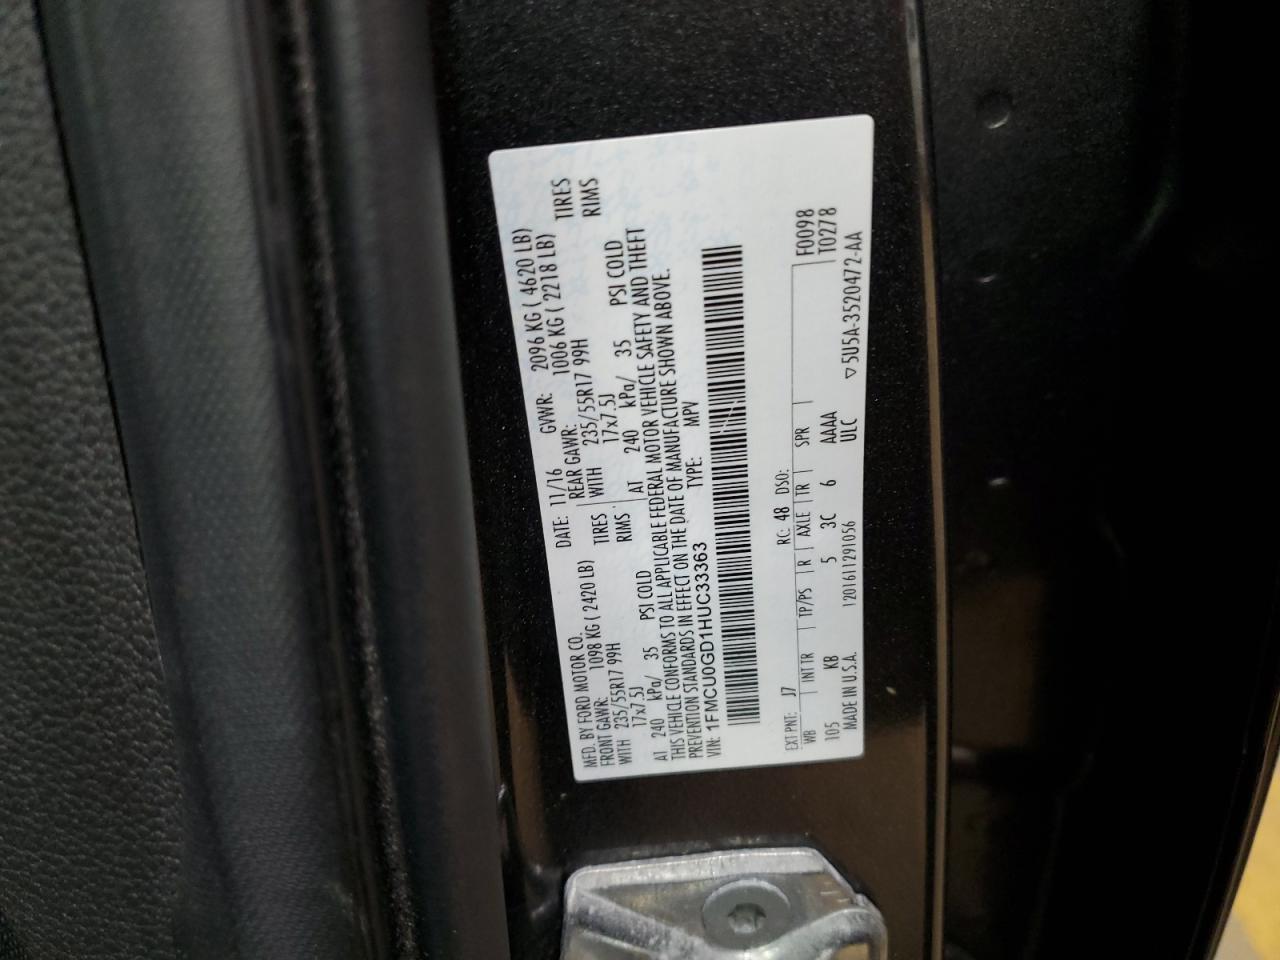 MFD. BY FORD MOTOR CO. DATE: 11/16 GVWR: 2096 KG ( 4620 LB)
FRONT GAWR: 1098 KG ( 2420 LB) REAR GAWR: 1006 KG ( 2218 LB)
WITH 235/55R17 99H TIRES WITH 235/55R17 99H TIRES
17x7.5J RIMS 17x7.5J RIMS
AT 240 kPa/ 35 PSI COLD AT 240 kPa/ 35 PSI COLD
THIS VEHICLE CONFORMS TO ALL APPLICABLE FEDERAL MOTOR VEHICLE SAFETY AND THEFT
PREVENTION STANDARDS IN EFFECT ON THE DATE OF MANUFACTURE SHOWN ABOVE.
VIN: 1FMCU0GD1HUC33363 TYPE: MPV
EXT PNT: J7 RC: 48 DSO: F0098
WB INT TR TP/PS R AXLE TR SPR T0278
105 KB 5 3C 6 AAAA
MADE IN U.S.A. 1201611291056 ULC ▽5U5A-3520472-AA